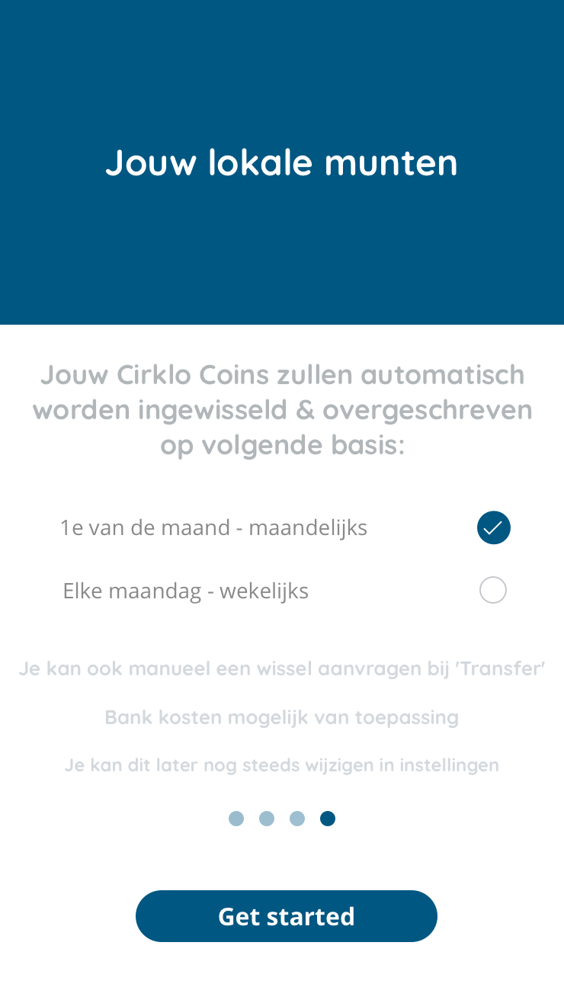 Jouw lokale munten
Jouw Cirklo Coins zullen automatisch
worden ingewisseld & overgeschreven
op volgende basis:
1e van de maand - maandelijks
Elke maandag - wekelijks
Je kan ook manueel een wissel aanvragen bij 'Transfer'
Bank kosten mogelijk van toepassing
Je kan dit later nog steeds wijzigen in instellingen
Get started